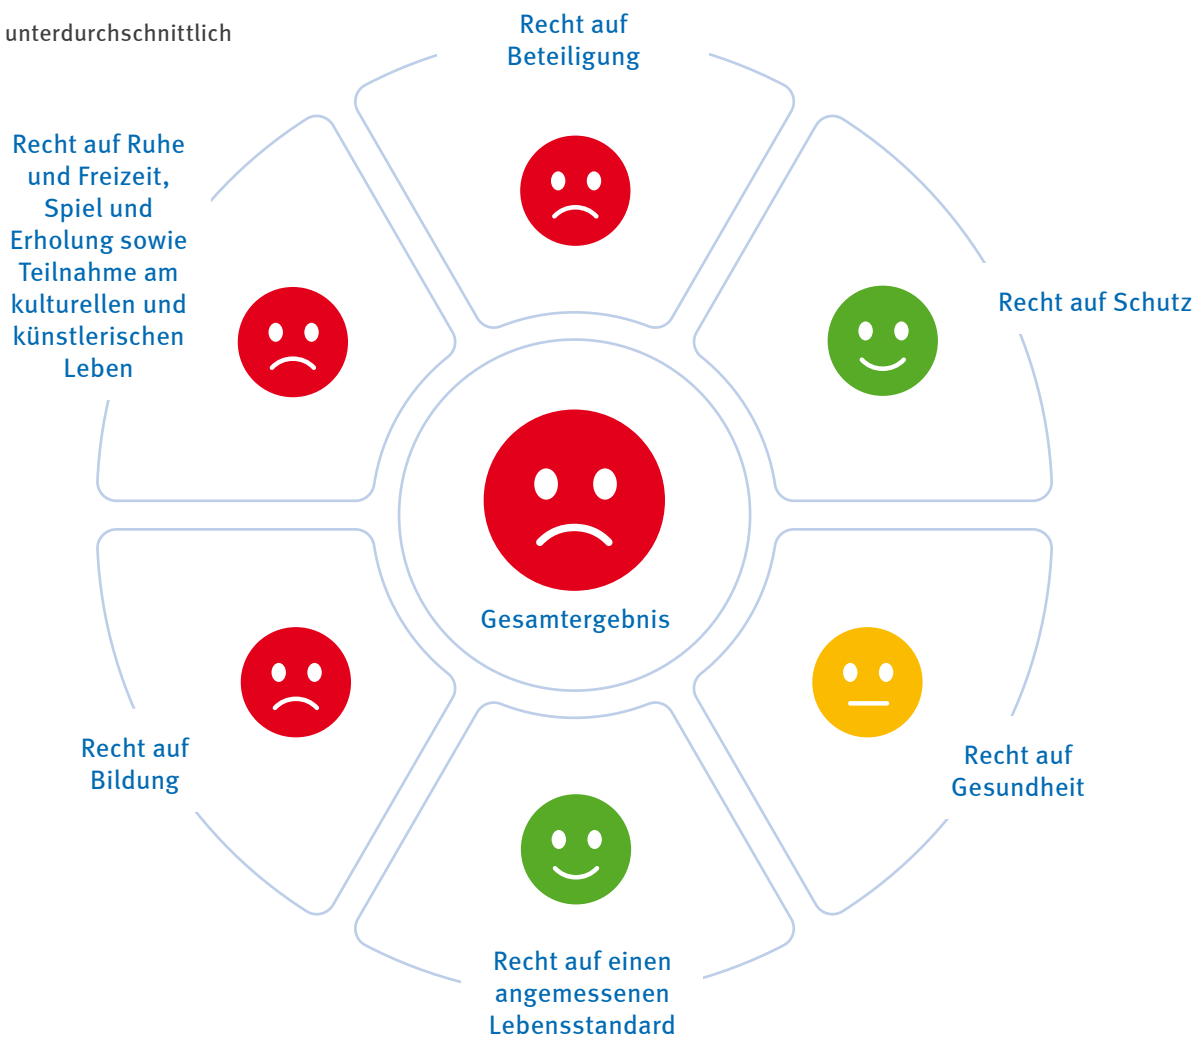 unterdurchschnittlich
Recht auf
Beteiligung
Recht auf Ruhe
und Freizeit,
Spiel und
Erholung sowie
Teilnahme am
kulturellen und
künstlerischen
Leben
Recht auf Schutz
Gesamtergebnis
Recht auf
Bildung
Recht auf
Gesundheit
Recht auf einen
angemessenen
Lebensstandard